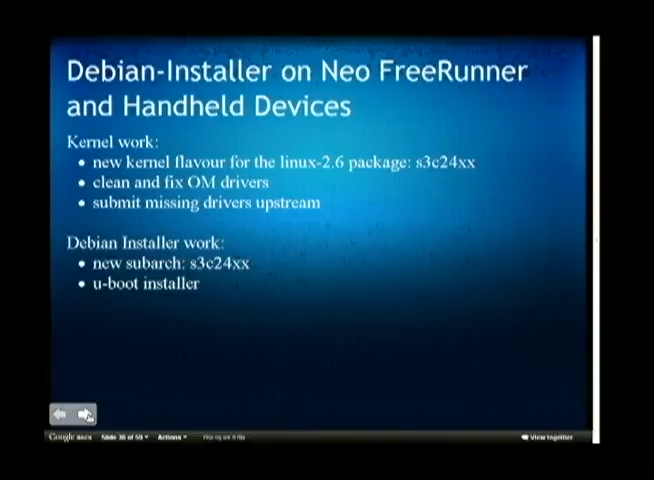 Debian-Installer on Neo FreeRunner
and Handheld Devices
Kernel work:
• new kernel flavour for the linux-2.6 package: s3c24xx
• clean and fix OM drivers
• submit missing drivers upstream
Debian Installer work:
• new subarch: s3c24xx
• u-boot installer
Google docs Slide 36 of 59 Actions View together